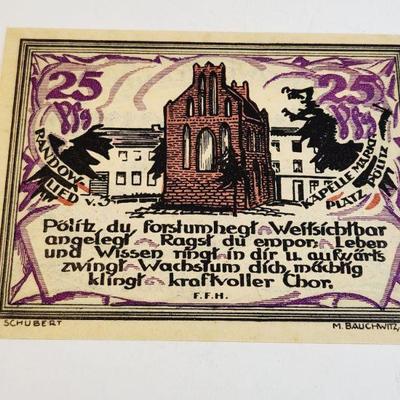 25 Pfg
25 Pfg
RANDOW
LIED v. 3
KAPELLE MARKT
PLATZ PÖLITZ
Pölitz du forstumhegt Weitsichtbar
angelegt Ragst du empor Leben
und Wissen ringt in dir u. aufwärts
zwingt Wachstum dich mächtig
klingt kraftvoller Chor.
F.F.H.
SCHUBERT
M. BAUCHWITZ,